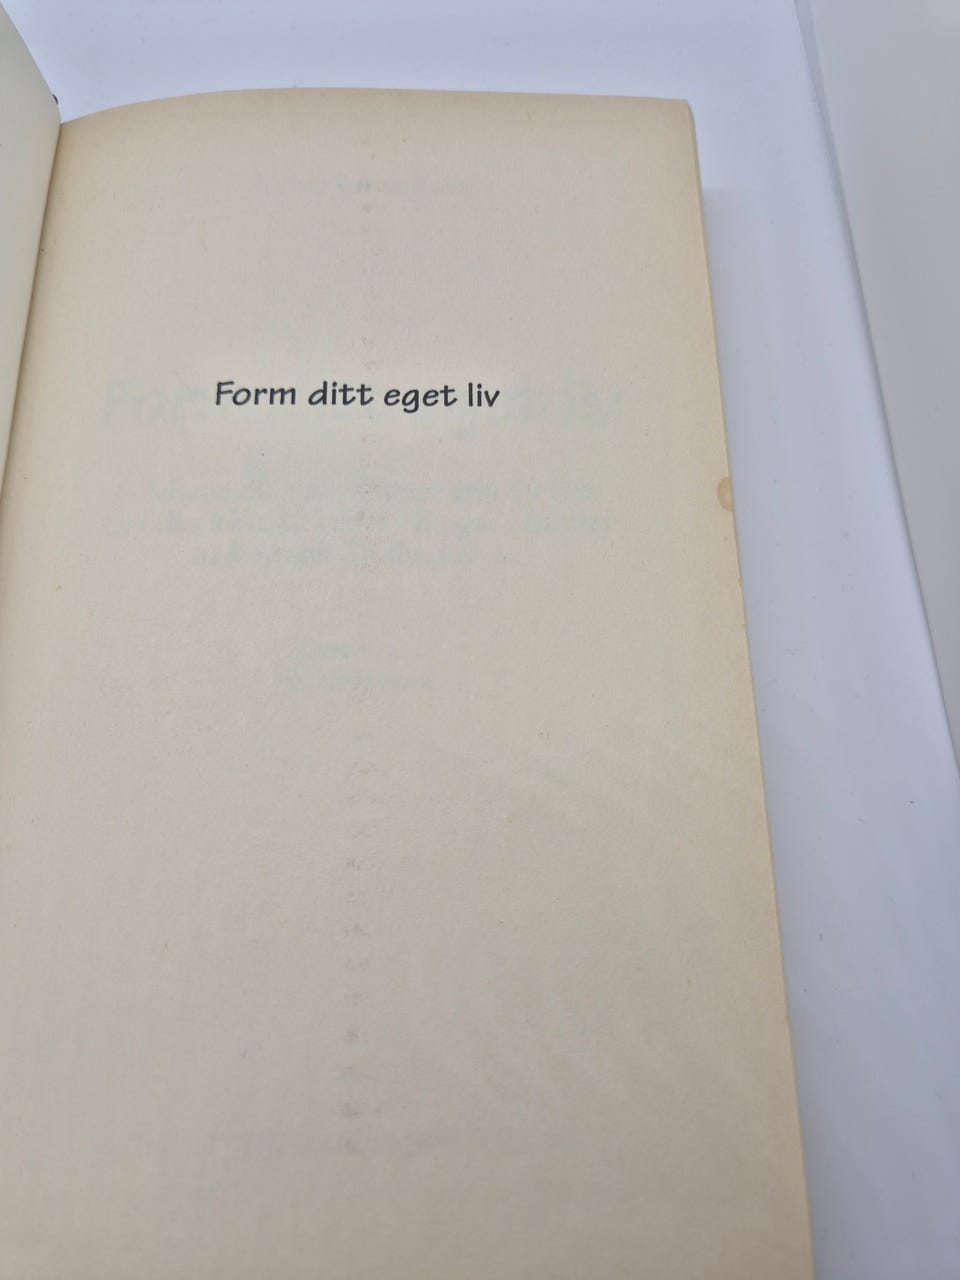 Form ditt eget liv